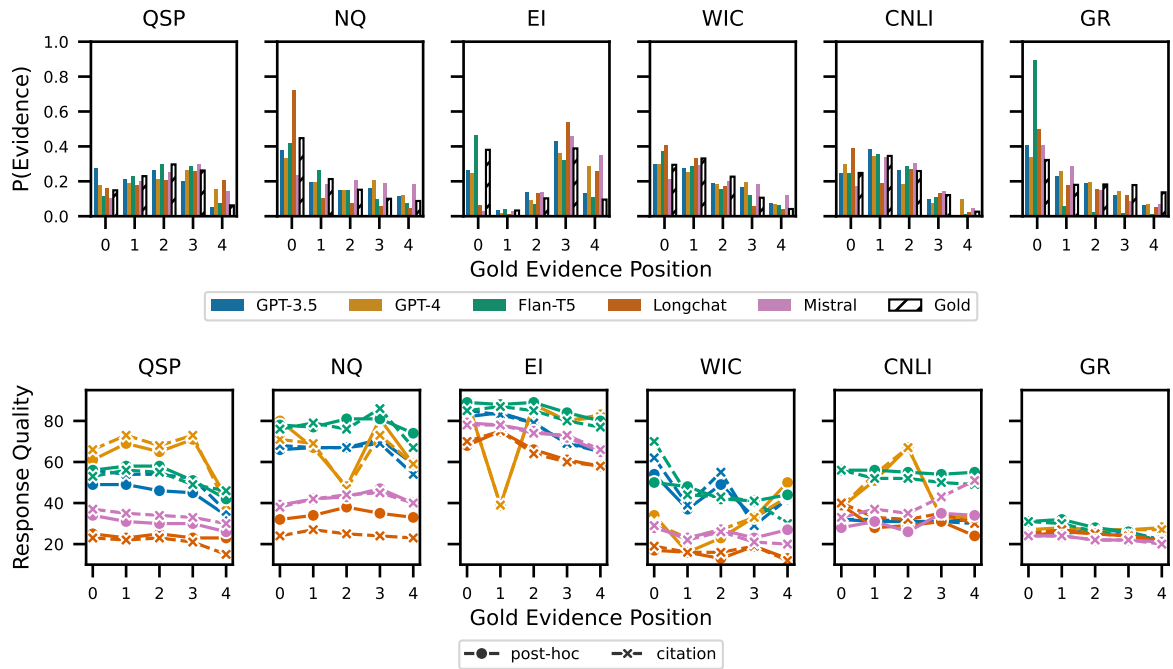 QSP NQ EI WIC CNLI GR
P(Evidence)
1.0
0.8
0.6
0.4
0.2
0.0
0 1 2 3 4 0 1 2 3 4 0 1 2 3 4 0 1 2 3 4 0 1 2 3 4 0 1 2 3 4
Gold Evidence Position
GPT-3.5 GPT-4 Flan-T5 Longchat Mistral Gold
QSP NQ EI WIC CNLI GR
Response Quality
80
60
40
20
0 1 2 3 4 0 1 2 3 4 0 1 2 3 4 0 1 2 3 4 0 1 2 3 4 0 1 2 3 4
Gold Evidence Position
post-hoc citation